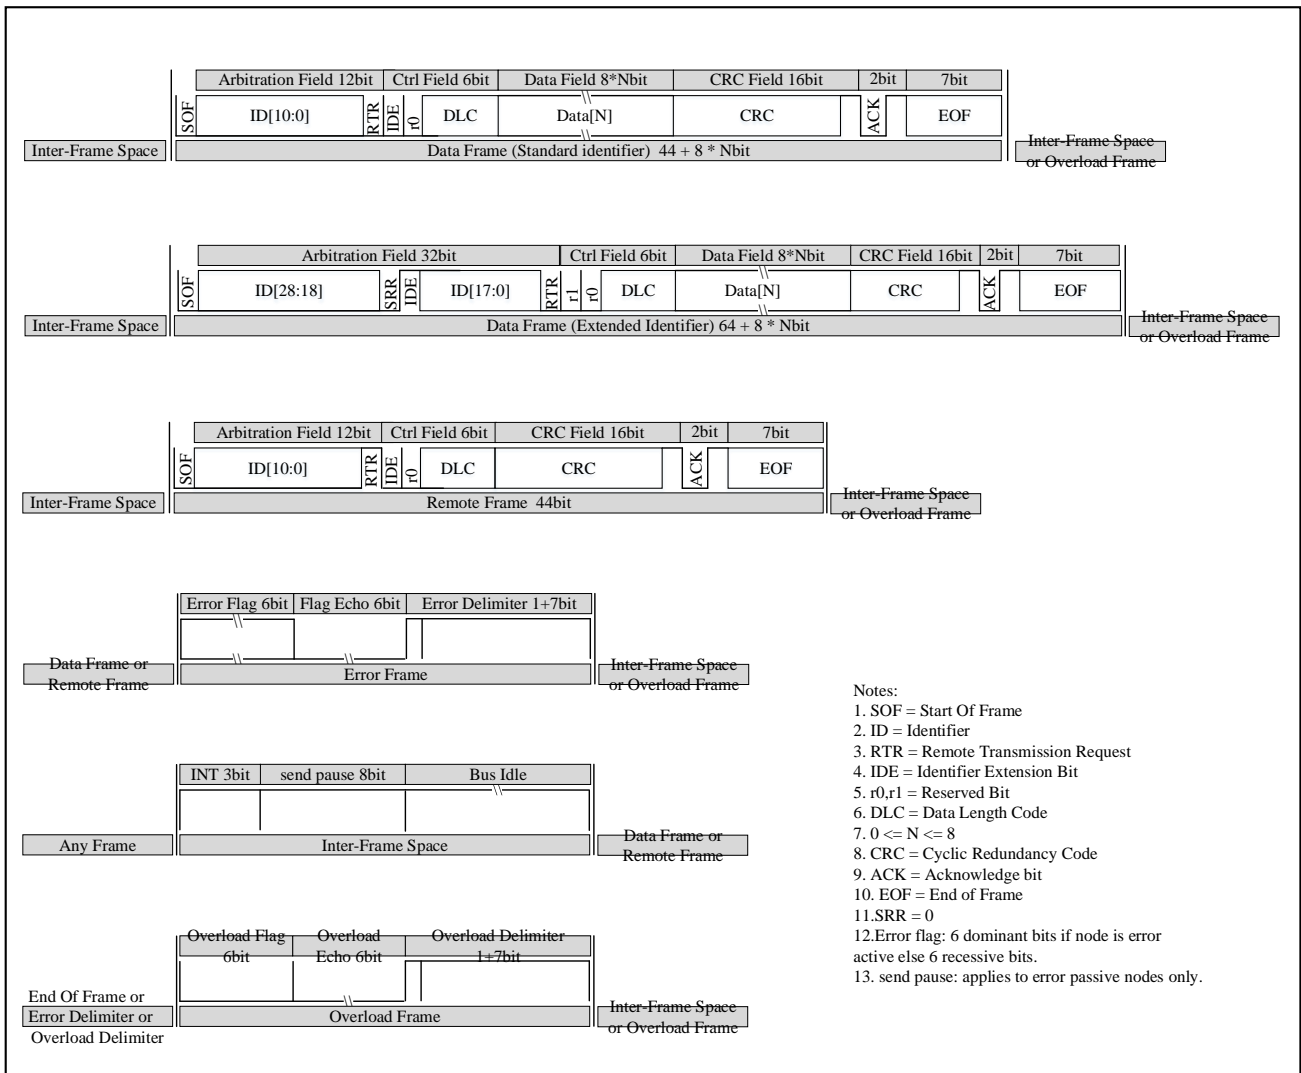 Arbitration Field 12bit Ctrl Field 6bit Data Field 8*Nbit CRC Field 16bit 2bit 7bit
SOF ID[10:0] RTR IDE r0 DLC Data[N] CRC ACK EOF
Inter-Frame Space Data Frame (Standard identifier) 44 + 8 * Nbit Inter-Frame Space
or Overload Frame
Arbitration Field 32bit Ctrl Field 6bit Data Field 8*Nbit CRC Field 16bit 2bit 7bit
SOF ID[28:18] SRR IDE ID[17:0] RTR r1 r0 DLC Data[N] CRC ACK EOF
Inter-Frame Space Data Frame (Extended Identifier) 64 + 8 * Nbit Inter-Frame Space
or Overload Frame
Arbitration Field 12bit Ctrl Field 6bit CRC Field 16bit 2bit 7bit
SOF ID[10:0] RTR IDE r0 DLC CRC ACK EOF
Inter-Frame Space Remote Frame 44bit Inter-Frame Space
or Overload Frame
Error Flag 6bit Flag Echo 6bit Error Delimiter 1+7bit
Data Frame or
Remote Frame Error Frame Inter-Frame Space
or Overload Frame
INT 3bit send pause 8bit Bus Idle
Any Frame Inter-Frame Space Data Frame or
Remote Frame
Overload Flag
6bit Overload
Echo 6bit Overload Delimiter
1+7bit
End Of Frame or
Error Delimiter or
Overload Delimiter Overload Frame Inter-Frame Space
or Overload Frame
Notes:
1. SOF = Start Of Frame
2. ID = Identifier
3. RTR = Remote Transmission Request
4. IDE = Identifier Extension Bit
5. r0,r1 = Reserved Bit
6. DLC = Data Length Code
7. 0 <= N <= 8
8. CRC = Cyclic Redundancy Code
9. ACK = Acknowledge bit
10. EOF = End of Frame
11.SRR = 0
12.Error flag: 6 dominant bits if node is error
active else 6 recessive bits.
13. send pause: applies to error passive nodes only.